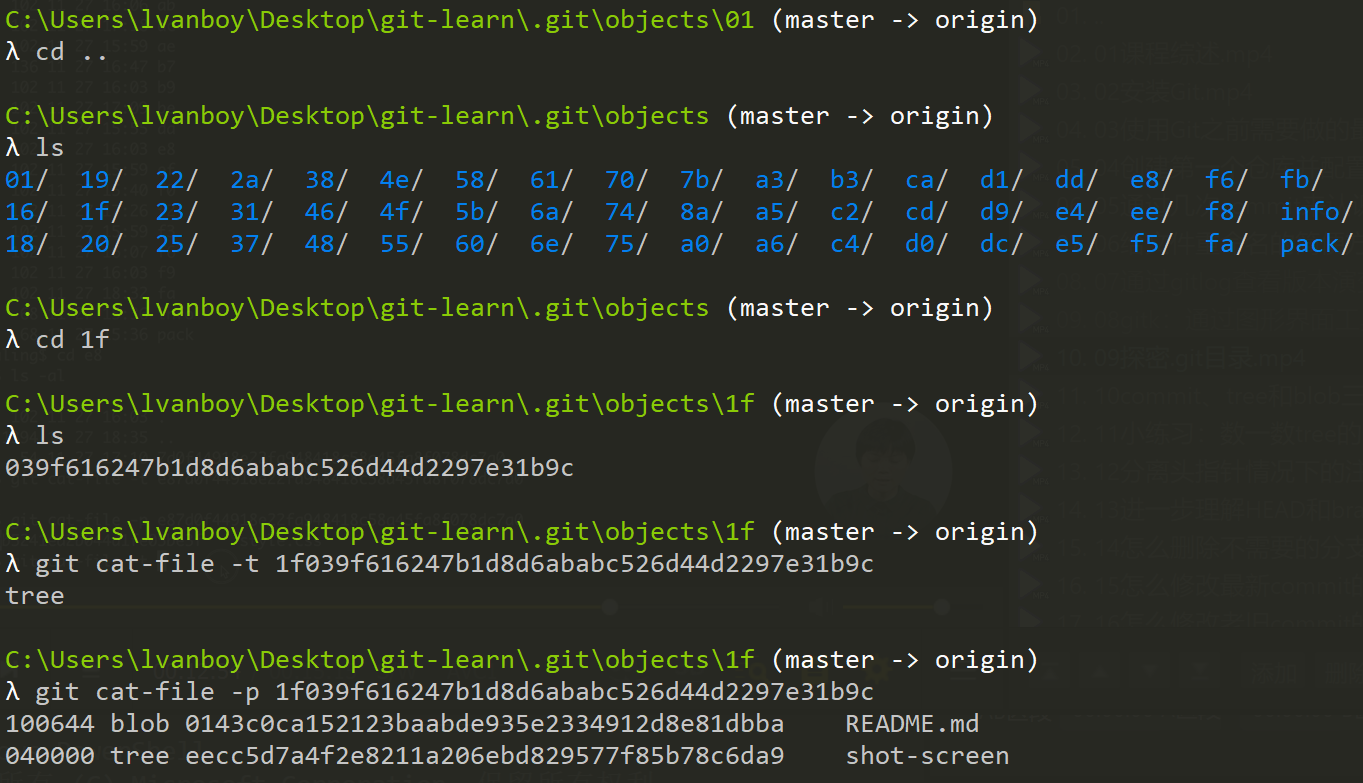 C:\Users\lvanboy\Desktop\git-learn\.git\objects\01 (master -> origin)
λ cd ..
C:\Users\lvanboy\Desktop\git-learn\.git\objects (master -> origin)
λ ls
01/ 19/ 22/ 2a/ 38/ 4e/ 58/ 61/ 70/ 7b/ a3/ b3/ ca/ d1/ dd/ e8/ f6/ fb/
16/ 1f/ 23/ 31/ 46/ 4f/ 5b/ 6a/ 74/ 8a/ a5/ c2/ cd/ d9/ e4/ ee/ f8/ info/
18/ 20/ 25/ 37/ 48/ 55/ 60/ 6e/ 75/ a0/ a6/ c4/ d0/ dc/ e5/ f5/ fa/ pack/
C:\Users\lvanboy\Desktop\git-learn\.git\objects (master -> origin)
λ cd 1f
C:\Users\lvanboy\Desktop\git-learn\.git\objects\1f (master -> origin)
λ ls
039f616247b1d8d6ababc526d44d2297e31b9c
C:\Users\lvanboy\Desktop\git-learn\.git\objects\1f (master -> origin)
λ git cat-file -t 1f039f616247b1d8d6ababc526d44d2297e31b9c
tree
C:\Users\lvanboy\Desktop\git-learn\.git\objects\1f (master -> origin)
λ git cat-file -p 1f039f616247b1d8d6ababc526d44d2297e31b9c
100644 blob 0143c0ca152123baabde935e2334912d8e81dbba README.md
040000 tree eecc5d7a4f2e8211a206ebd829577f85b78c6da9 shot-screen